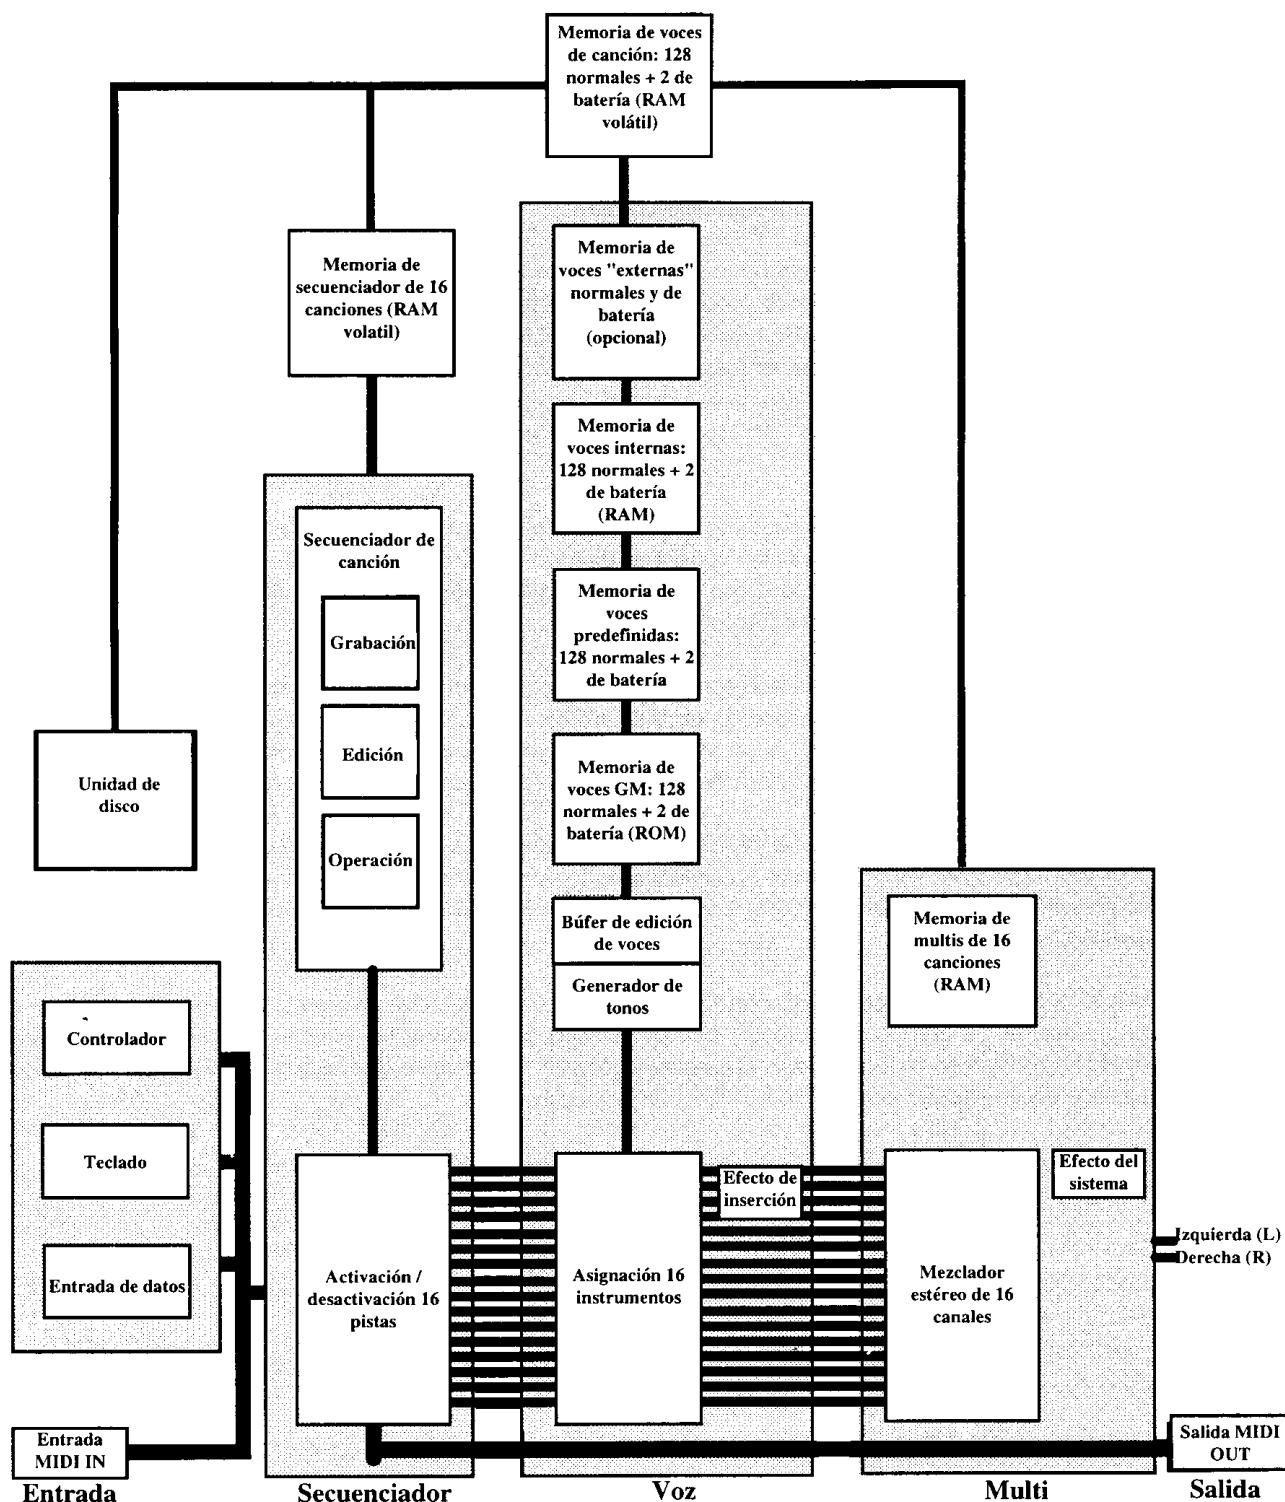 Memoria de voces
de canción: 128
normales + 2 de
batería (RAM
volátil)
Memoria de
secuenciador de 16
canciones (RAM
volatil)
Memoria de
voces "externas"
normales y de
batería
(opcional)
Memoria de
voces internas:
128 normales + 2
de batería
(RAM)
Secuenciador de
canción
Grabación
Edición
Operación
Memoria de
voces
predefinidas:
128 normales + 2
de batería
Unidad de
disco
Memoria de
voces GM: 128
normales + 2 de
batería (ROM)
Búfer de edición
de voces
Generador de
tonos
Memoria de
multis de 16
canciones
(RAM)
Controlador
Teclado
Entrada de datos
Activación /
desactivación 16
pistas
Asignación 16
instrumentos
Efecto de
inserción
Mezclador
estéreo de 16
canales
Efecto del
sistema
Izquierda (L)
Derecha (R)
Entrada
MIDI IN
Salida MIDI
OUT
Entrada
Secuenciador
Voz
Multi
Salida